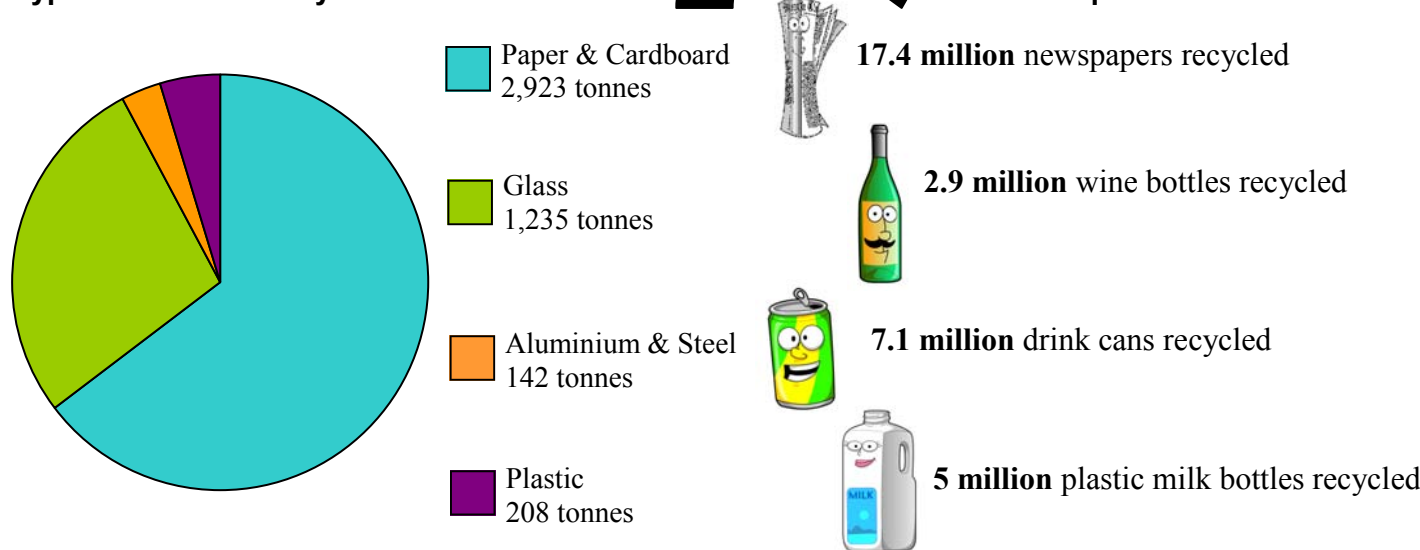 Paper & Cardboard
2,923 tonnes
17.4 million newspapers recycled
Glass
1,235 tonnes
2.9 million wine bottles recycled
Aluminium & Steel
142 tonnes
7.1 million drink cans recycled
Plastic
208 tonnes
5 million plastic milk bottles recycled
MILK